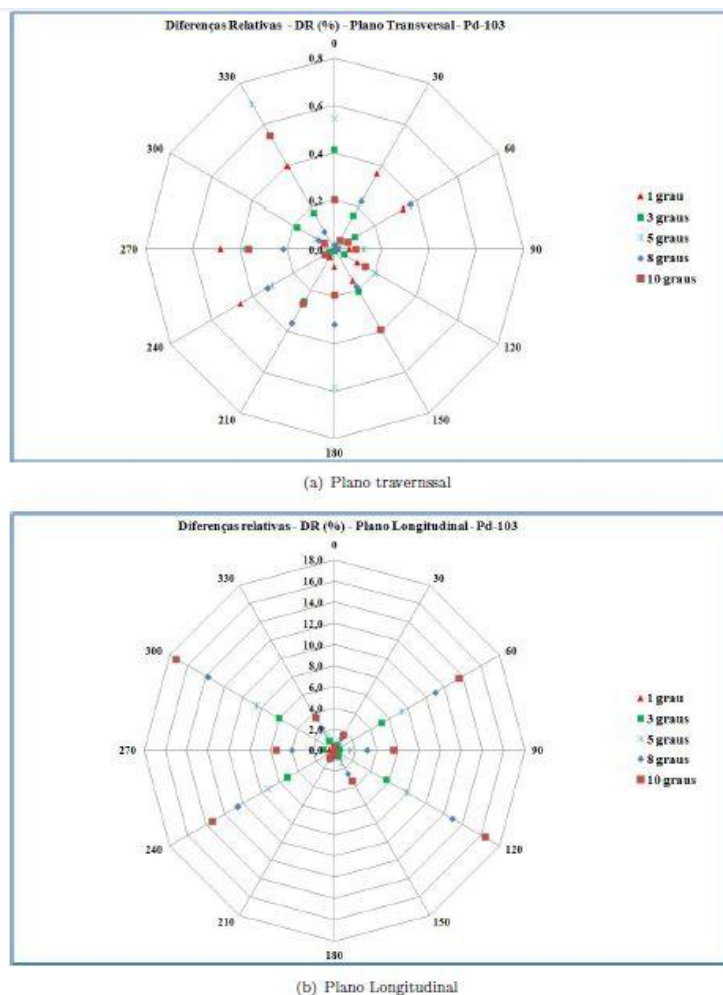 Diferenças Relativas - DR (%) - Plano Transversal - Pd-103
0
0,8
330
30
0,6
300
60
0,4
0,2
1 grau
3 graus
270
0,0
90
5 graus
8 graus
10 graus
240
120
210
150
180
(a) Plano travernssal
Diferenças relativas - DR (%) - Plano Longitudinal - Pd-103
0
18,0
330
30
16,0
14,0
12,0
300
60
10,0
8,0
6,0
4,0
1 grau
2,0
3 graus
270
0,0
90
5 graus
8 graus
10 graus
240
120
210
150
180
(b) Plano Longitudinal